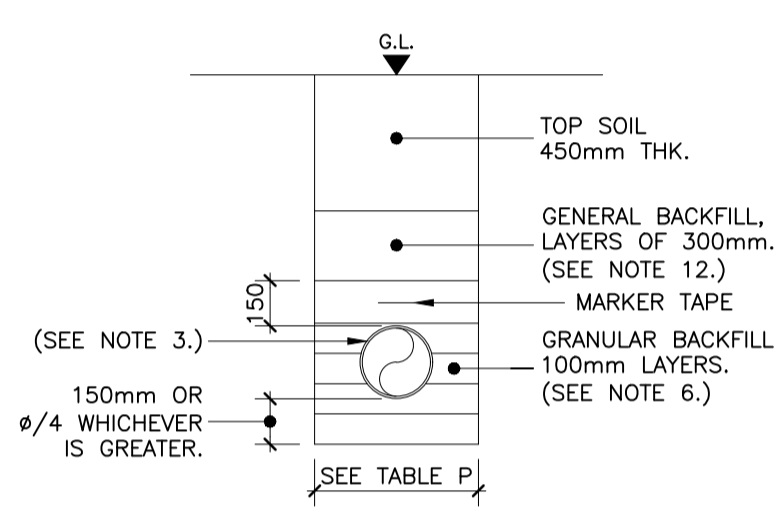 G.L.
TOP SOIL
450mm THK.
GENERAL BACKFILL,
LAYERS OF 300mm.
(SEE NOTE 12.)
150
MARKER TAPE
(SEE NOTE 3.)
GRANULAR BACKFILL
100mm LAYERS.
(SEE NOTE 6.)
150mm OR
ø/4 WHICHEVER
IS GREATER.
SEE TABLE P